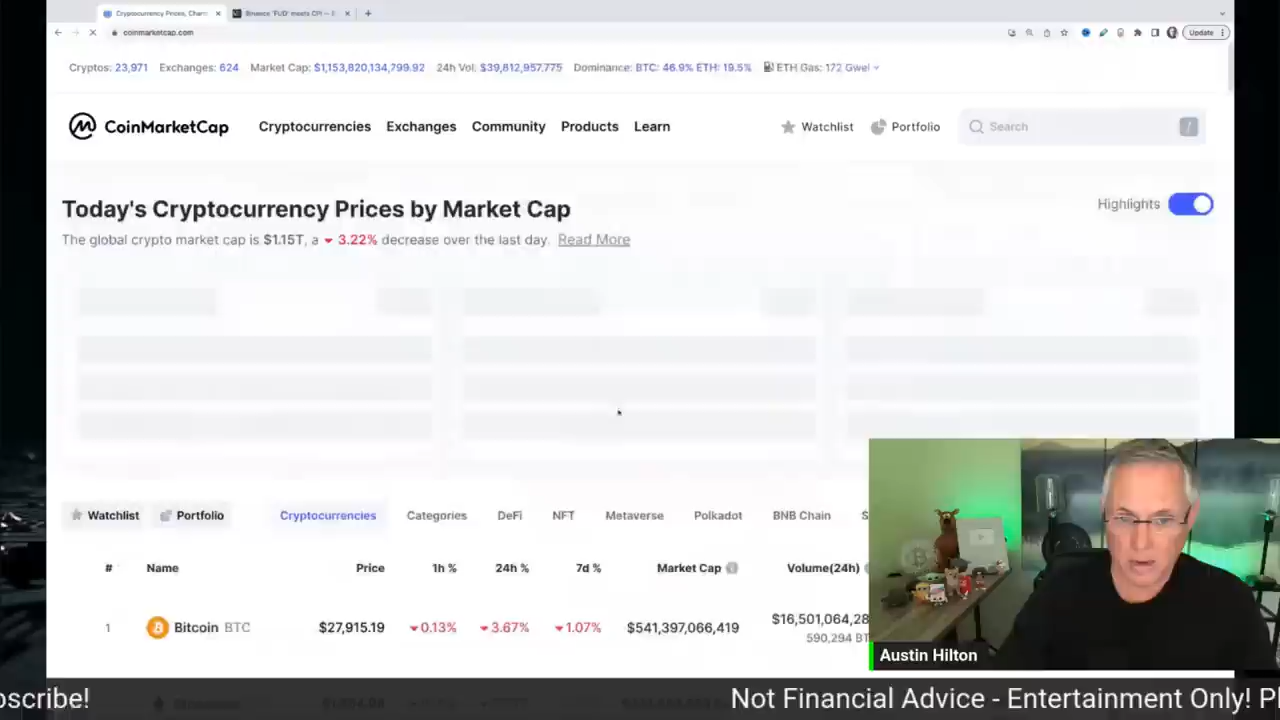 Cryptocurrency Prices, Chart
Binance "FUD" meets CPI — B
coinmarketcap.com
Update
Cryptos: 23,971 Exchanges: 624 Market Cap: $1,153,820,134,799.92 24h Vol: $39,812,957,775 Dominance: BTC: 46.9% ETH: 19.5% ETH Gas: 172 Gwei
CoinMarketCap Cryptocurrencies Exchanges Community Products Learn Watchlist Portfolio Search /
Today's Cryptocurrency Prices by Market Cap
Highlights
The global crypto market cap is $1.15T, a 3.22% decrease over the last day. Read More
Watchlist Portfolio Cryptocurrencies Categories DeFi NFT Metaverse Polkadot BNB Chain S
# Name Price 1h % 24h % 7d % Market Cap Volume(24h)
1 Bitcoin BTC $27,915.19 0.13% 3.67% 1.07% $541,397,066,419 $16,501,064,28
590,294 BT
Austin Hilton
oscribe! Not Financial Advice - Entertainment Only! Pl